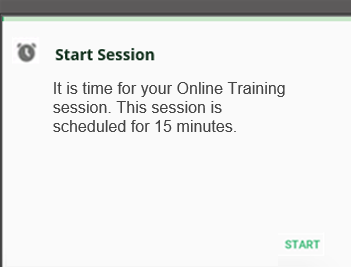 Start Session
It is time for your Online Training
session. This session is
scheduled for 15 minutes.
START